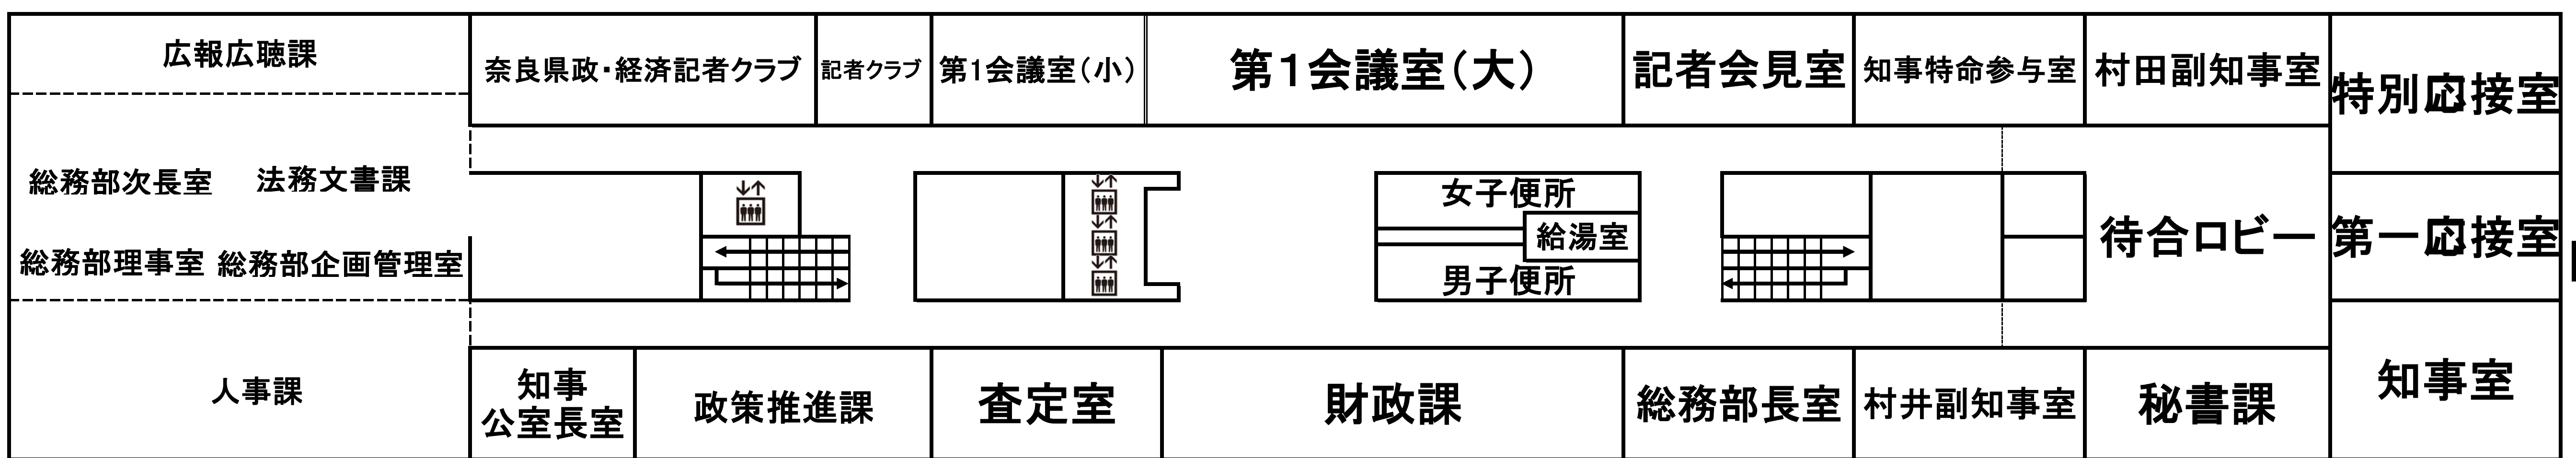 広報広聴課
奈良県政・経済記者クラブ
記者クラブ
第1会議室（小）
第1会議室（大）
記者会見室
知事特命参与室
村田副知事室
特別応接室
総務部次長室
法務文書課
総務部理事室
総務部企画管理室
女子便所
給湯室
男子便所
待合ロビー
第一応接室
人事課
知事
公室長室
政策推進課
査定室
財政課
総務部長室
村井副知事室
秘書課
知事室